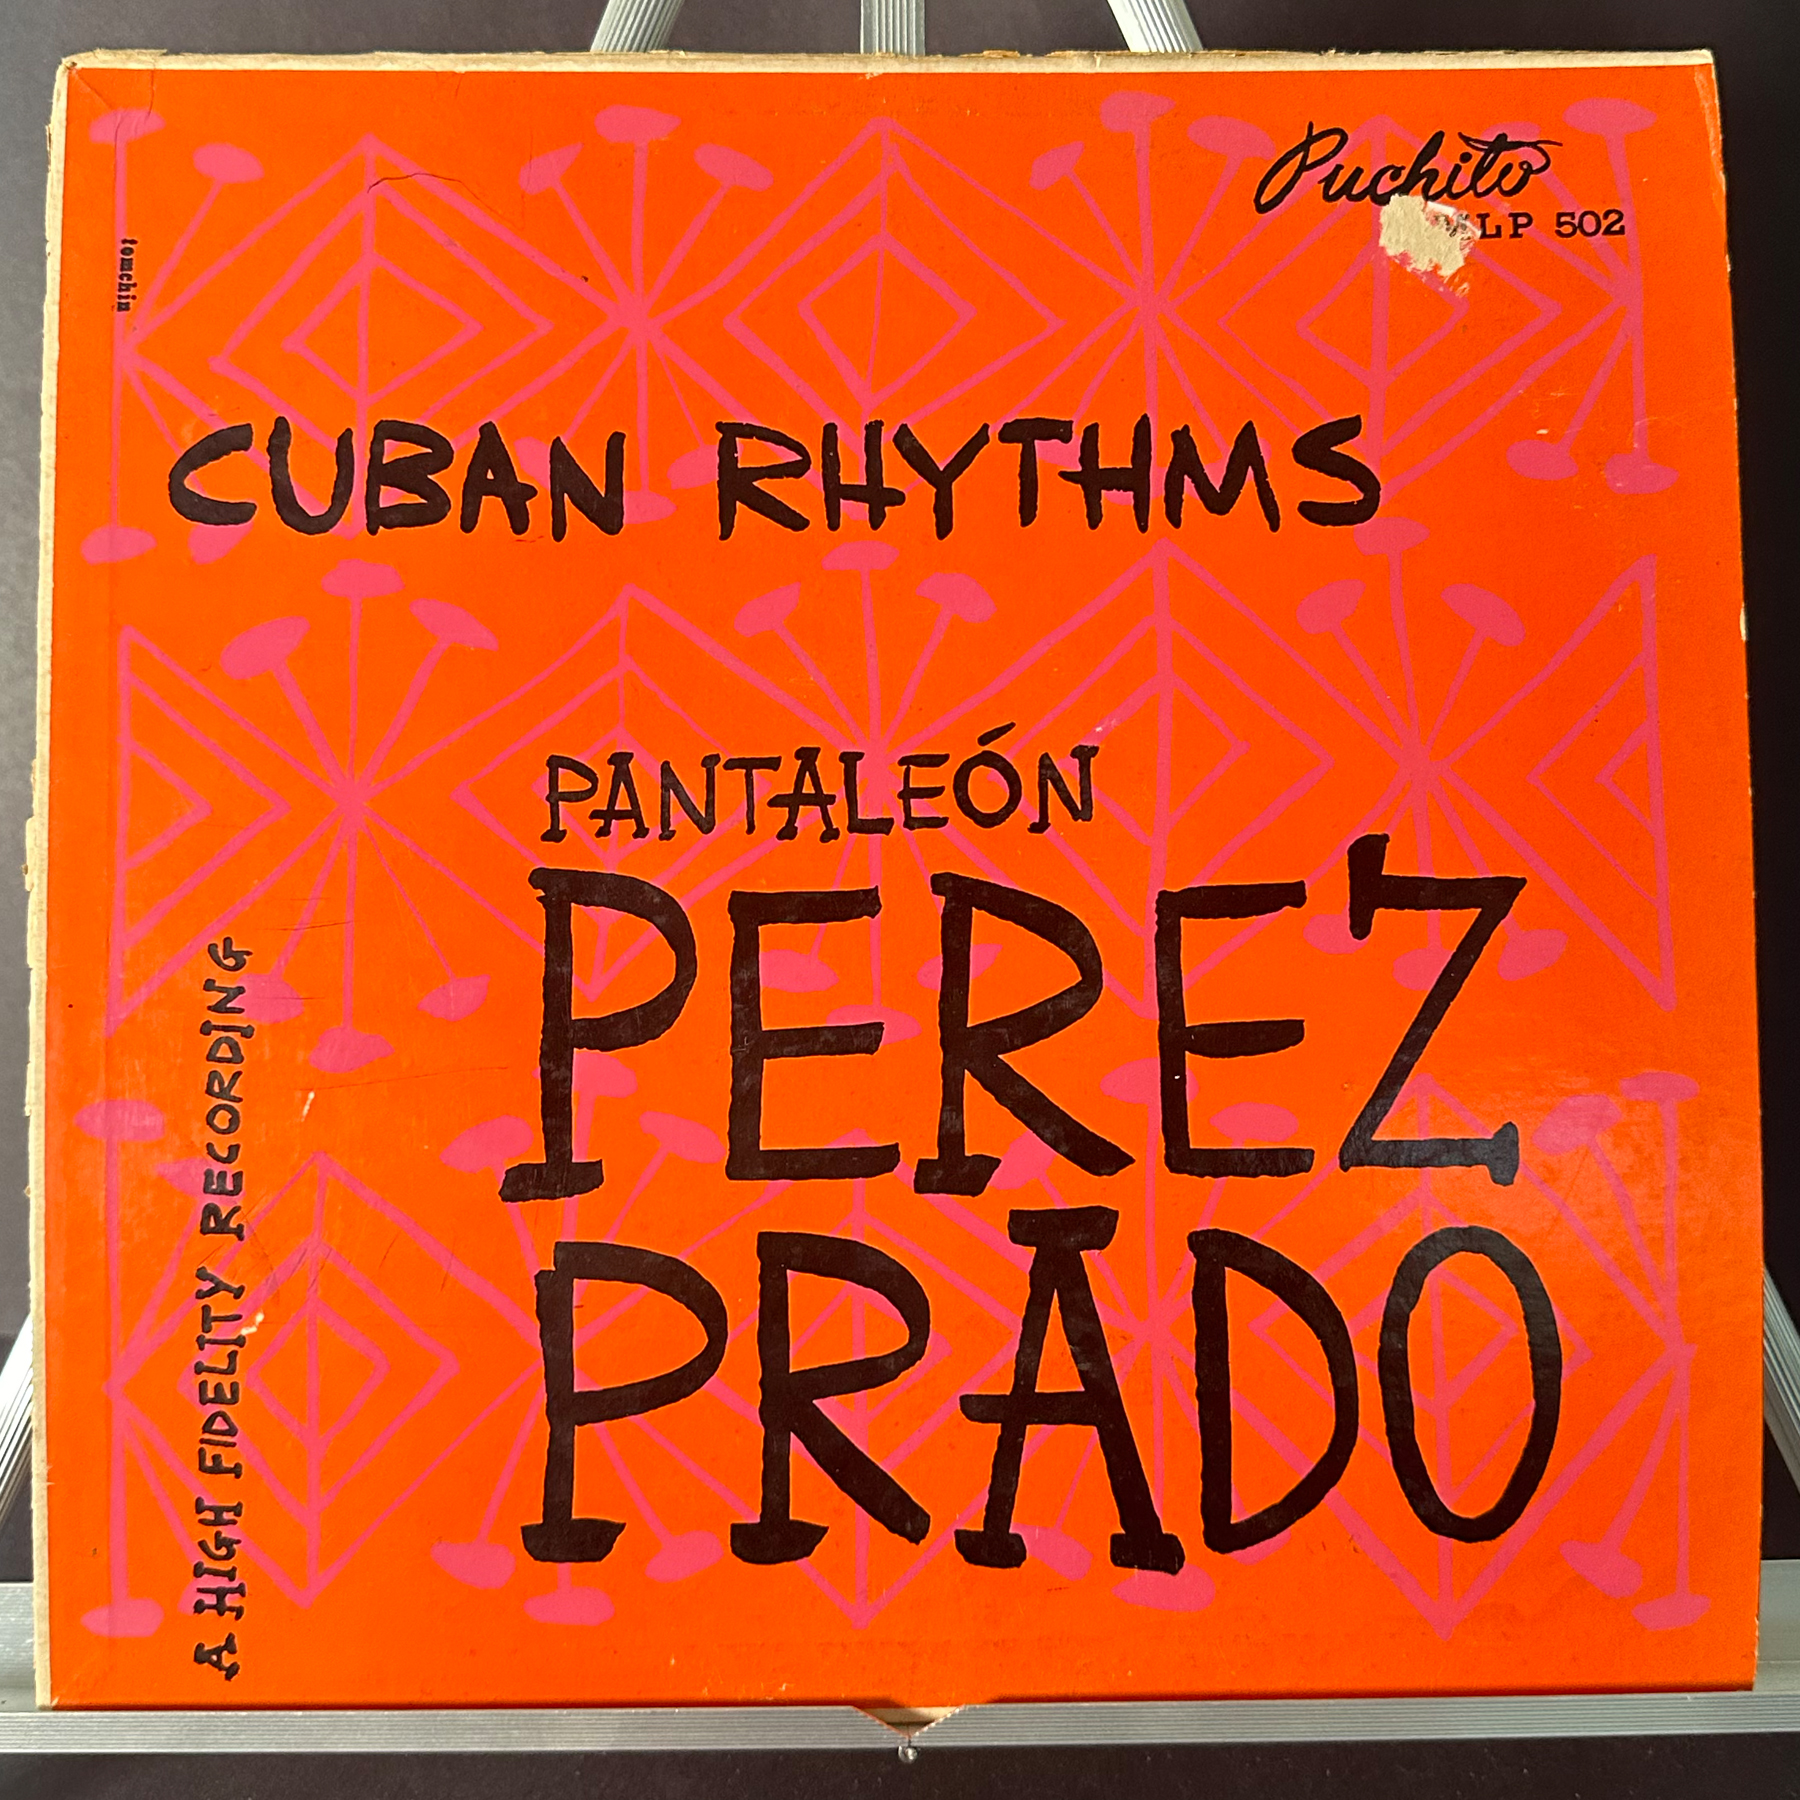 Puchito
LP 502
tomchin
CUBAN RHYTHMS
PANTALEÓN
PEREZ
PRADO
A HIGH FIDELITY RECORDING